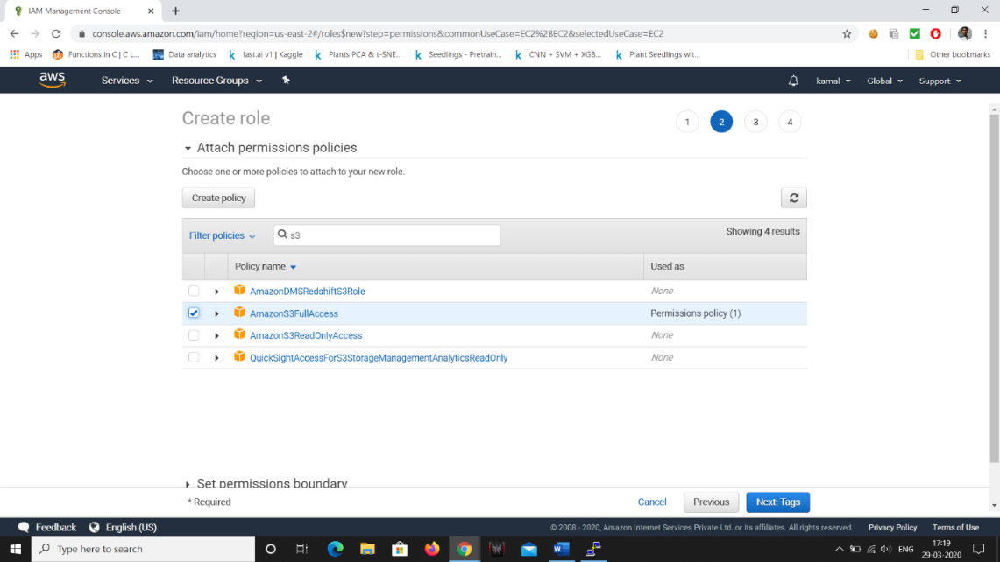 IAM Management Console
console.aws.amazon.com/iam/home?region=us-east-2#/roles$new?step=permissions&commonUseCase=EC2%2BEC2&selectedUseCase=EC2
Apps Functions in C | C L... Data analytics fast.ai v1 | Kaggle Plants PCA & t-SNE... Seedlings - Pretrain... CNN + SVM + XGB... Plant Seedlings wit... Other bookmarks
aws Services Resource Groups kamal Global Support
Create role 1 2 3 4
Attach permissions policies
Choose one or more policies to attach to your new role.
Create policy
Filter policies s3 Showing 4 results
Policy name Used as
AmazonDMSRedshiftS3Role None
AmazonS3FullAccess Permissions policy (1)
AmazonS3ReadOnlyAccess None
QuickSightAccessForS3StorageManagementAnalyticsReadOnly None
Set permissions boundary
* Required Cancel Previous Next: Tags
Feedback English (US) © 2008 - 2020, Amazon Internet Services Private Ltd. or its affiliates. All rights reserved. Privacy Policy Terms of Use
Type here to search ENG 17:19
29-03-2020